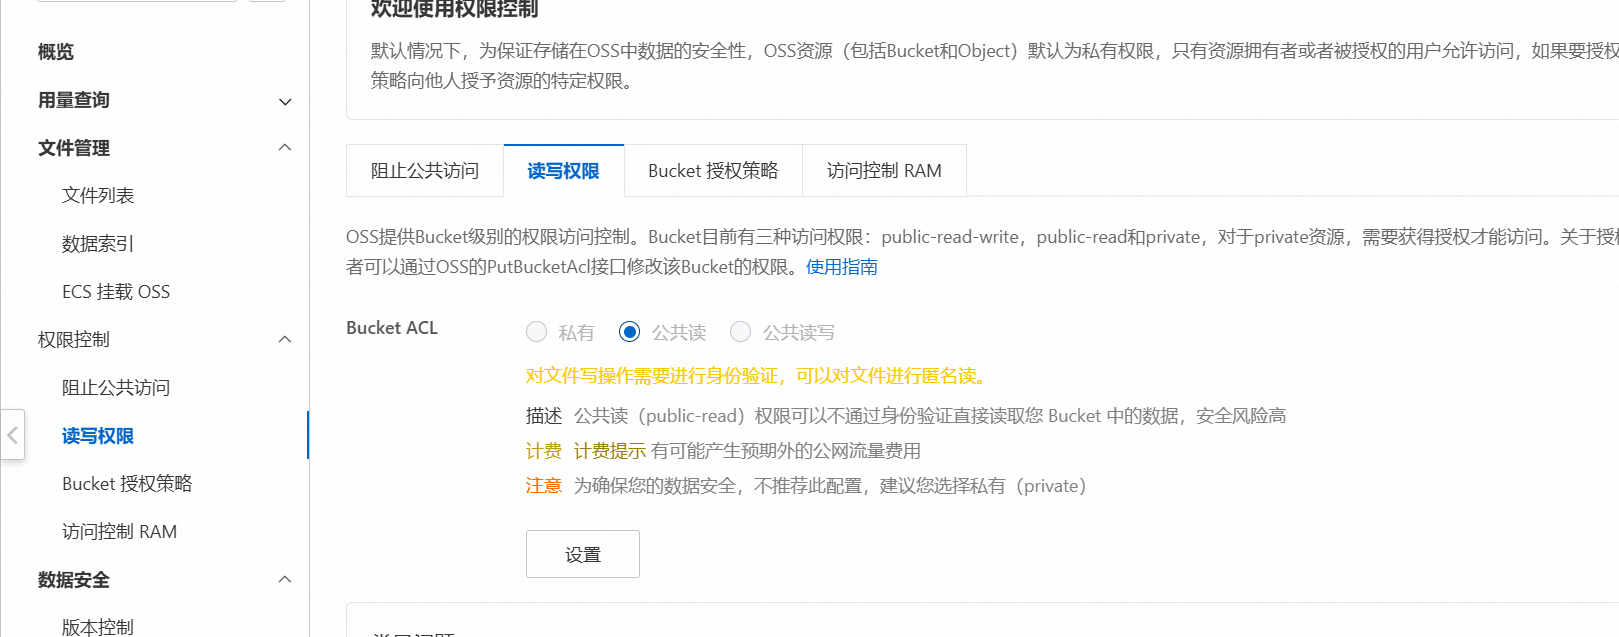 概览
用量查询
文件管理
文件列表
数据索引
ECS 挂载 OSS
权限控制
阻止公共访问
读写权限
Bucket 授权策略
访问控制 RAM
数据安全
版本控制
欢迎使用权限控制
默认情况下，为保证存储在OSS中数据的安全性，OSS资源（包括Bucket和Object）默认为私有权限，只有资源拥有者或者被授权的用户允许访问，如果要授权
策略向他人授予资源的特定权限。
阻止公共访问
读写权限
Bucket 授权策略
访问控制 RAM
OSS提供Bucket级别的权限访问控制。Bucket目前有三种访问权限：public-read-write，public-read和private，对于private资源，需要获得授权才能访问。关于授
者可以通过OSS的PutBucketAcl接口修改该Bucket的权限。使用指南
Bucket ACL
私有 公共读 公共读写
对文件写操作需要进行身份验证，可以对文件进行匿名读。
描述 公共读（public-read）权限可以不通过身份验证直接读取您 Bucket 中的数据，安全风险高
计费 计费提示 有可能产生预期外的公网流量费用
注意 为确保您的数据安全，不推荐此配置，建议您选择私有（private）
设置